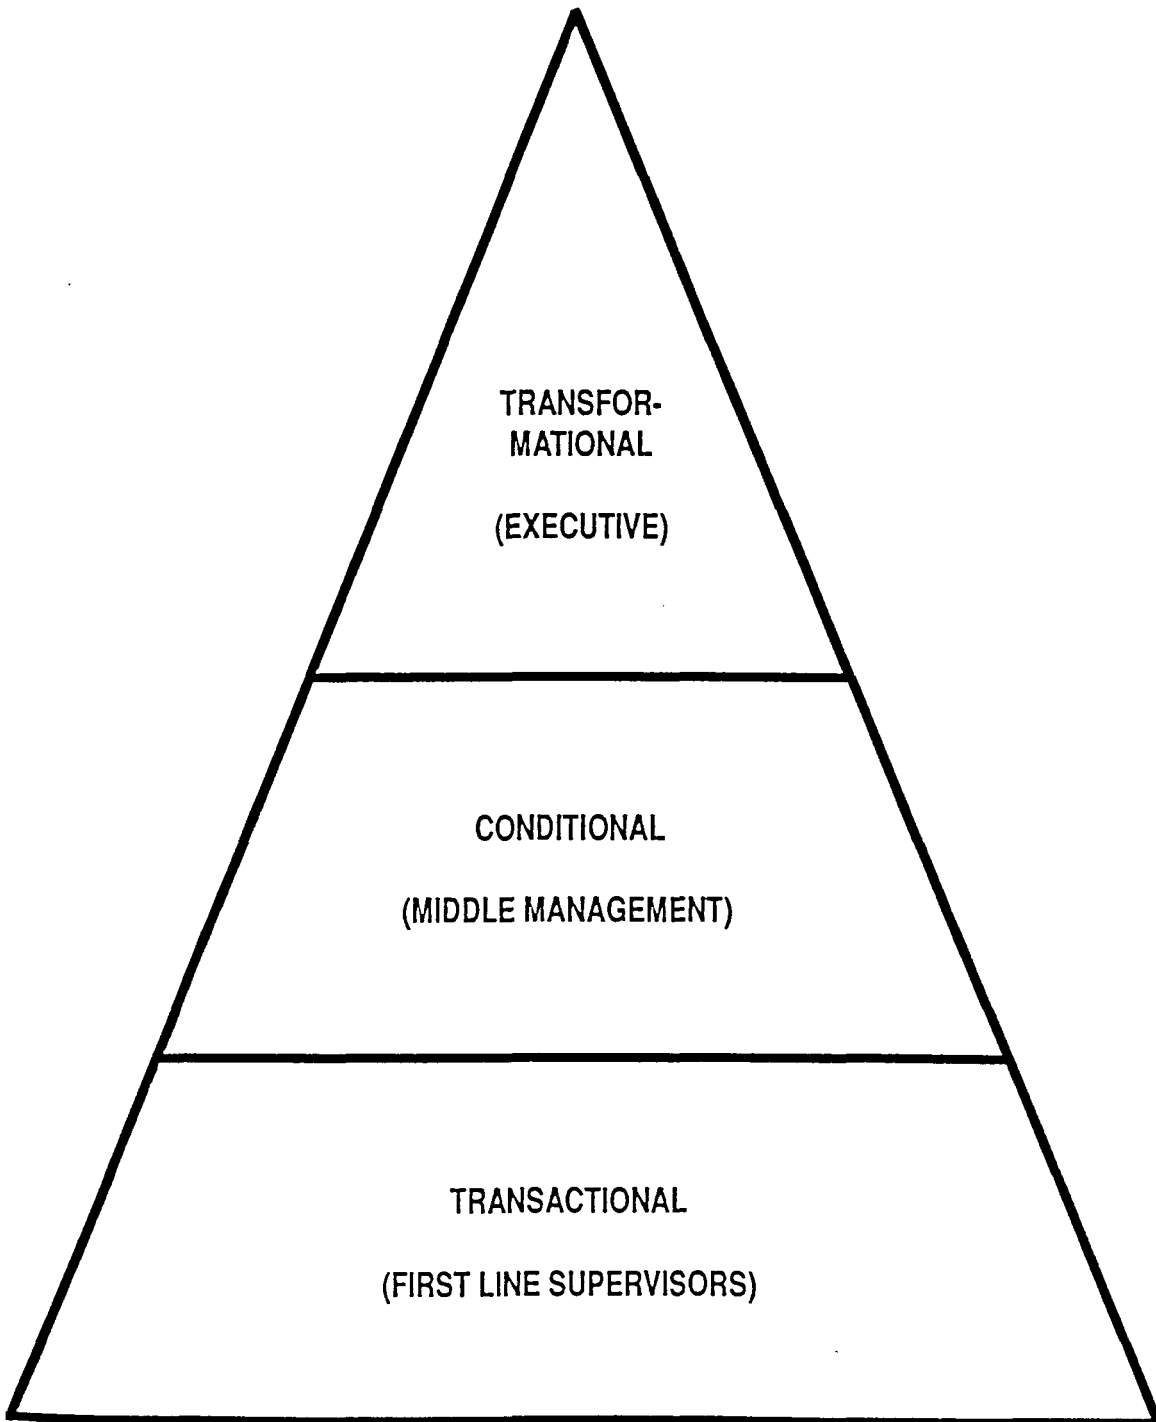 TRANSFOR-
MATIONAL
(EXECUTIVE)
CONDITIONAL
(MIDDLE MANAGEMENT)
TRANSACTIONAL
(FIRST LINE SUPERVISORS)